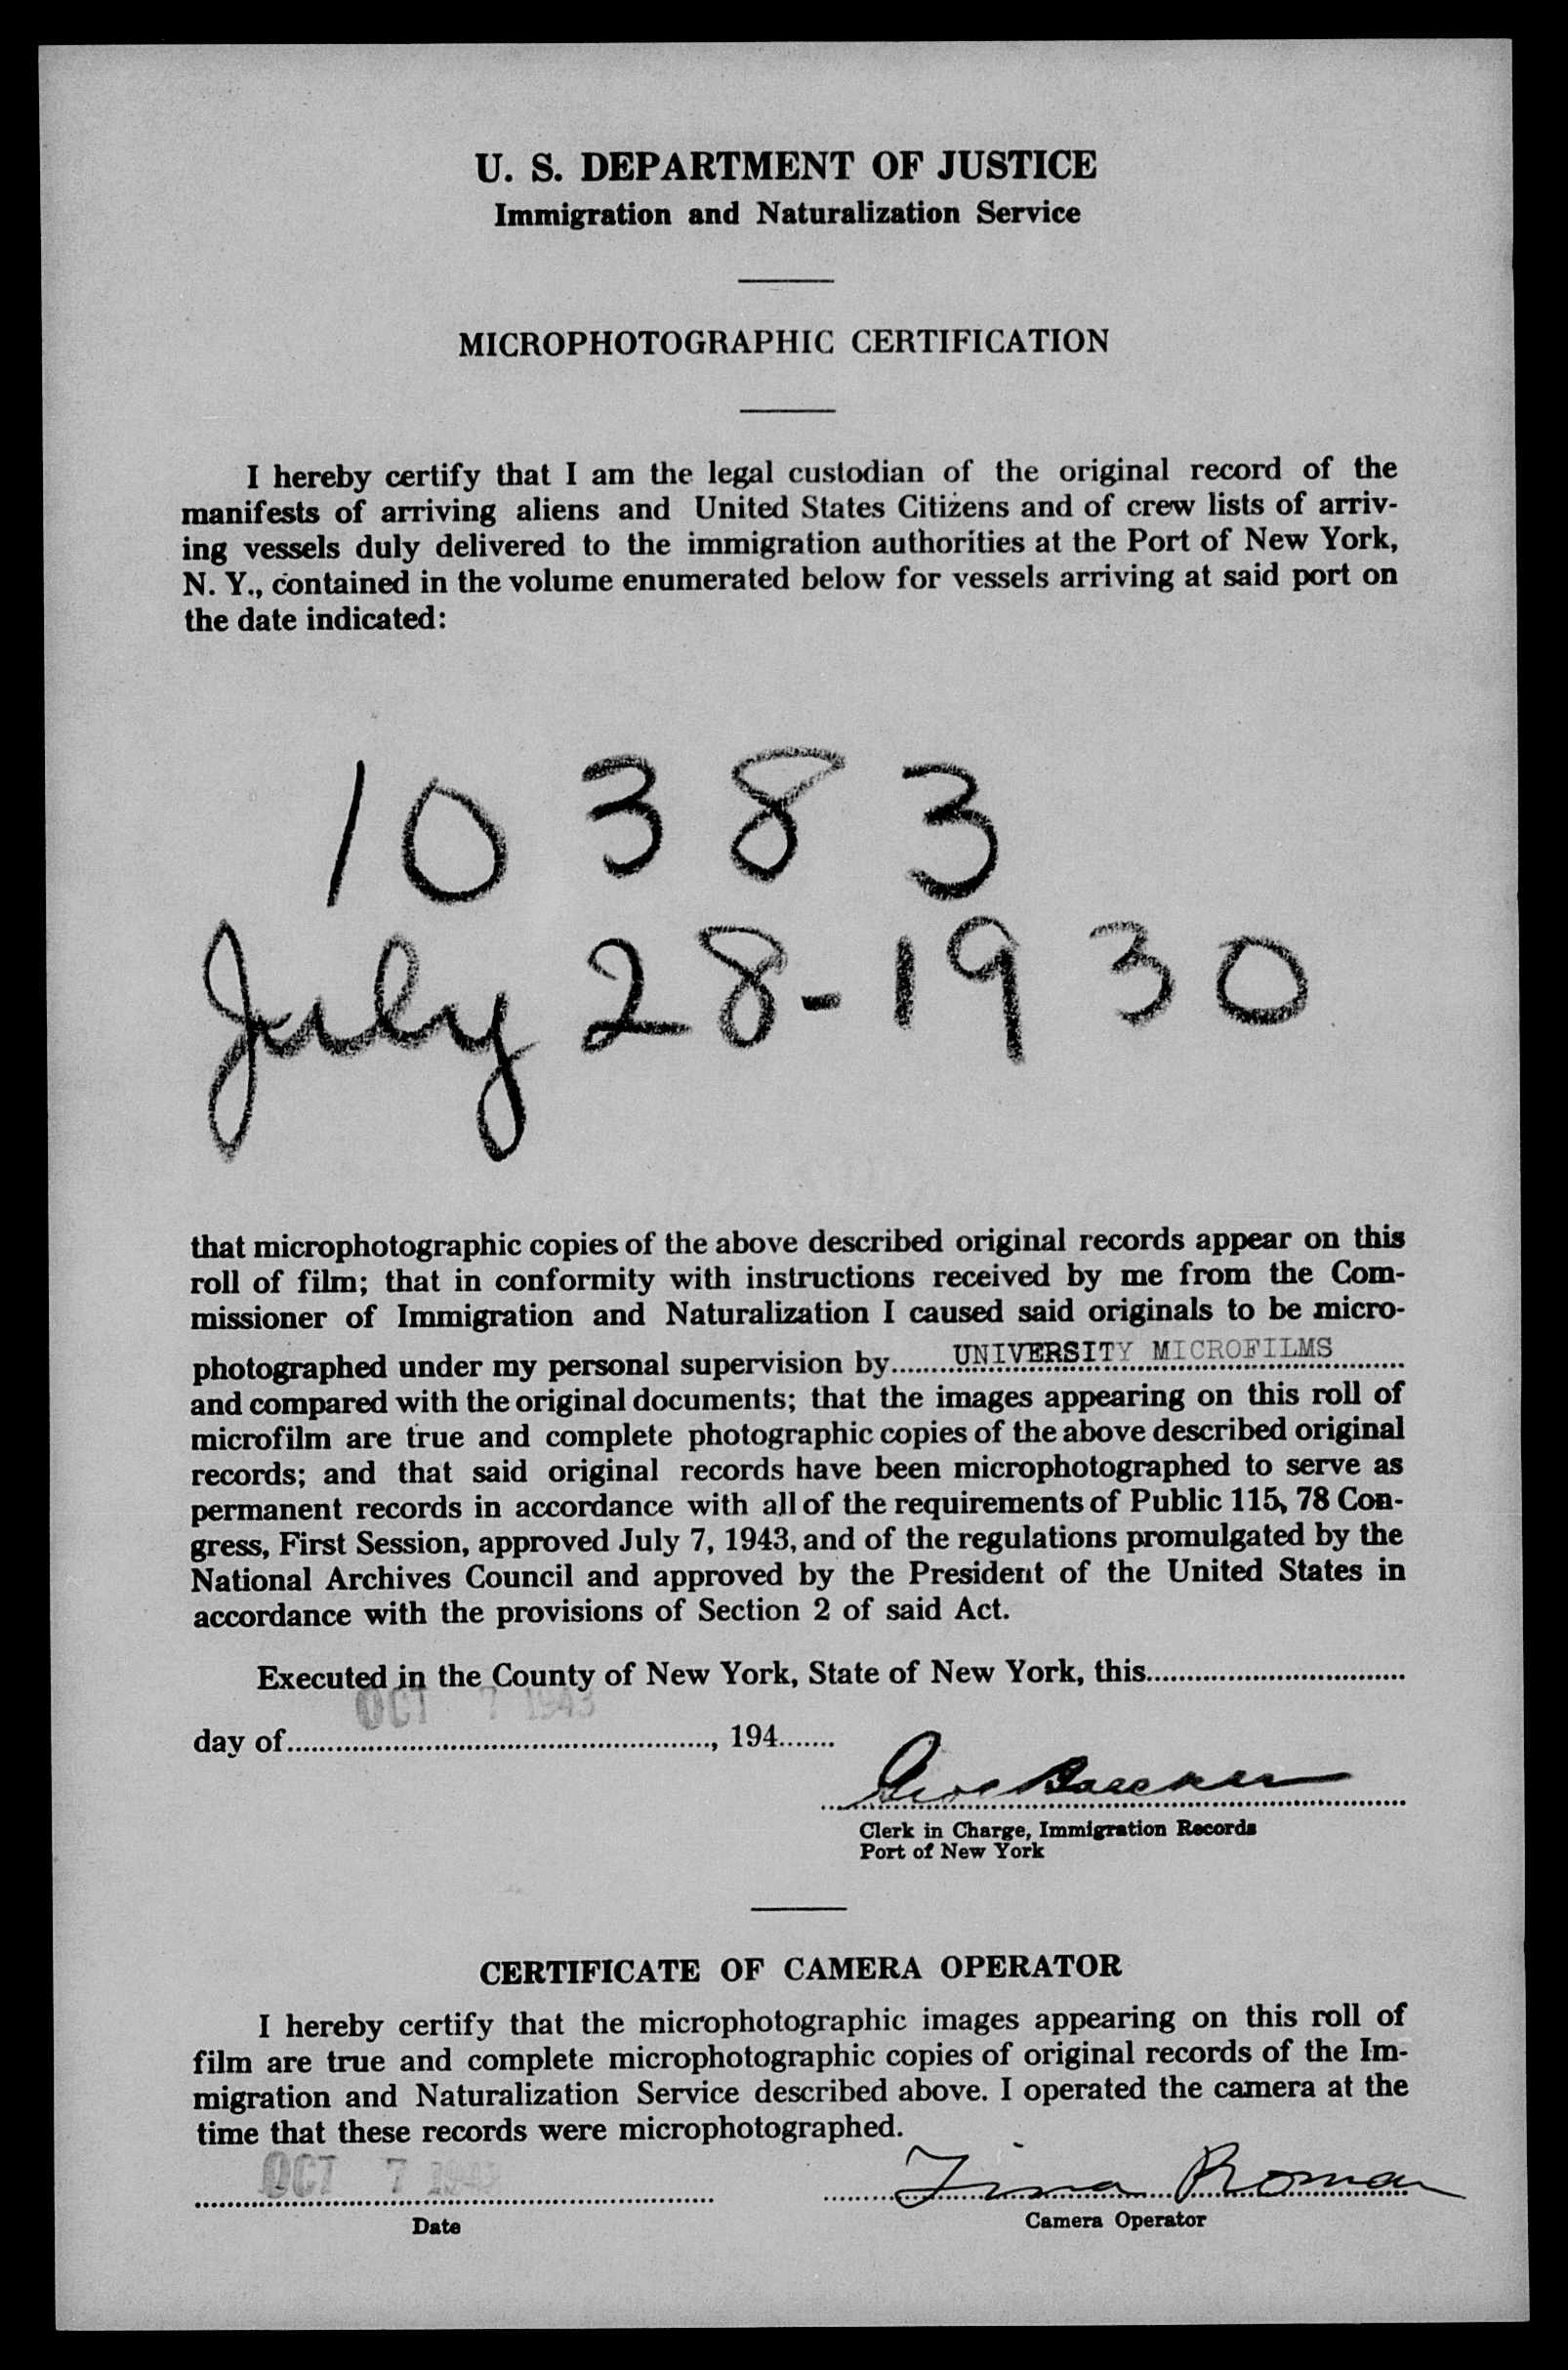 U. S. DEPARTMENT OF JUSTICE
Immigration and Naturalization Service
MICROPHOTOGRAPHIC CERTIFICATION
I hereby certify that I am the legal custodian of the original record of the
manifests of arriving aliens and United States Citizens and of crew lists of arriv-
ing vessels duly delivered to the immigration authorities at the Port of New York,
N. Y., contained in the volume enumerated below for vessels arriving at said port on
the date indicated:
10383
July 28-1930
that microphotographic copies of the above described original records appear on this
roll of film; that in conformity with instructions received by me from the Com-
missioner of Immigration and Naturalization I caused said originals to be micro-
photographed under my personal supervision by UNIVERSITY MICROFILMS
and compared with the original documents; that the images appearing on this roll of
microfilm are true and complete photographic copies of the above described original
records; and that said original records have been microphotographed to serve as
permanent records in accordance with all of the requirements of Public 115, 78 Con-
gress, First Session, approved July 7, 1943, and of the regulations promulgated by the
National Archives Council and approved by the President of the United States in
accordance with the provisions of Section 2 of said Act.
Executed in the County of New York, State of New York, this
OCT 7 1943
day of, 194
Clerk in Charge, Immigration Records
Port of New York
CERTIFICATE OF CAMERA OPERATOR
I hereby certify that the microphotographic images appearing on this roll of
film are true and complete microphotographic copies of original records of the Im-
migration and Naturalization Service described above. I operated the camera at the
time that these records were microphotographed.
OCT 7 1943 Roman
Date Camera Operator